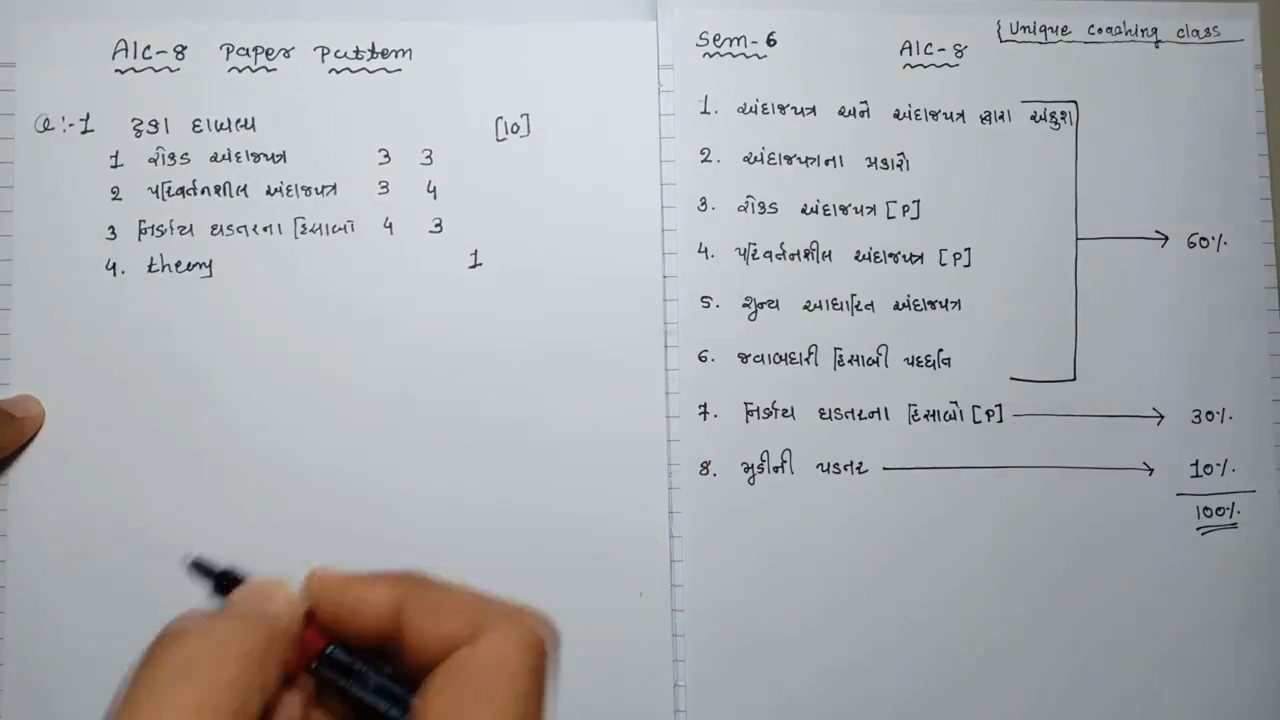 A/C-8 Paper Pattern
Q:-1 ટુંકા દાખલા [10]
1 રોકડ અંદાજપત્ર 3 3
2 પરિવર્તનશીલ અંદાજપત્ર 3 4
3 નિર્ણય ઘડતરના હિસાબો 4 3
4. theory 1
Sem-6 A/C-8 Unique coaching class
1. અંદાજપત્ર અને અંદાજપત્ર દ્વારા અંકુશ
2. અંદાજપત્રના પ્રકારો
3. રોકડ અંદાજપત્ર [P]
4. પરિવર્તનશીલ અંદાજપત્ર [P]
60%
5. શુન્ય આધારિત અંદાજપત્ર
6. જવાબદારી હિસાબી પદ્ધતિ
7. નિર્ણય ઘડતરના હિસાબો [P] 30%
8. મુડીની પડતર 10%
100%